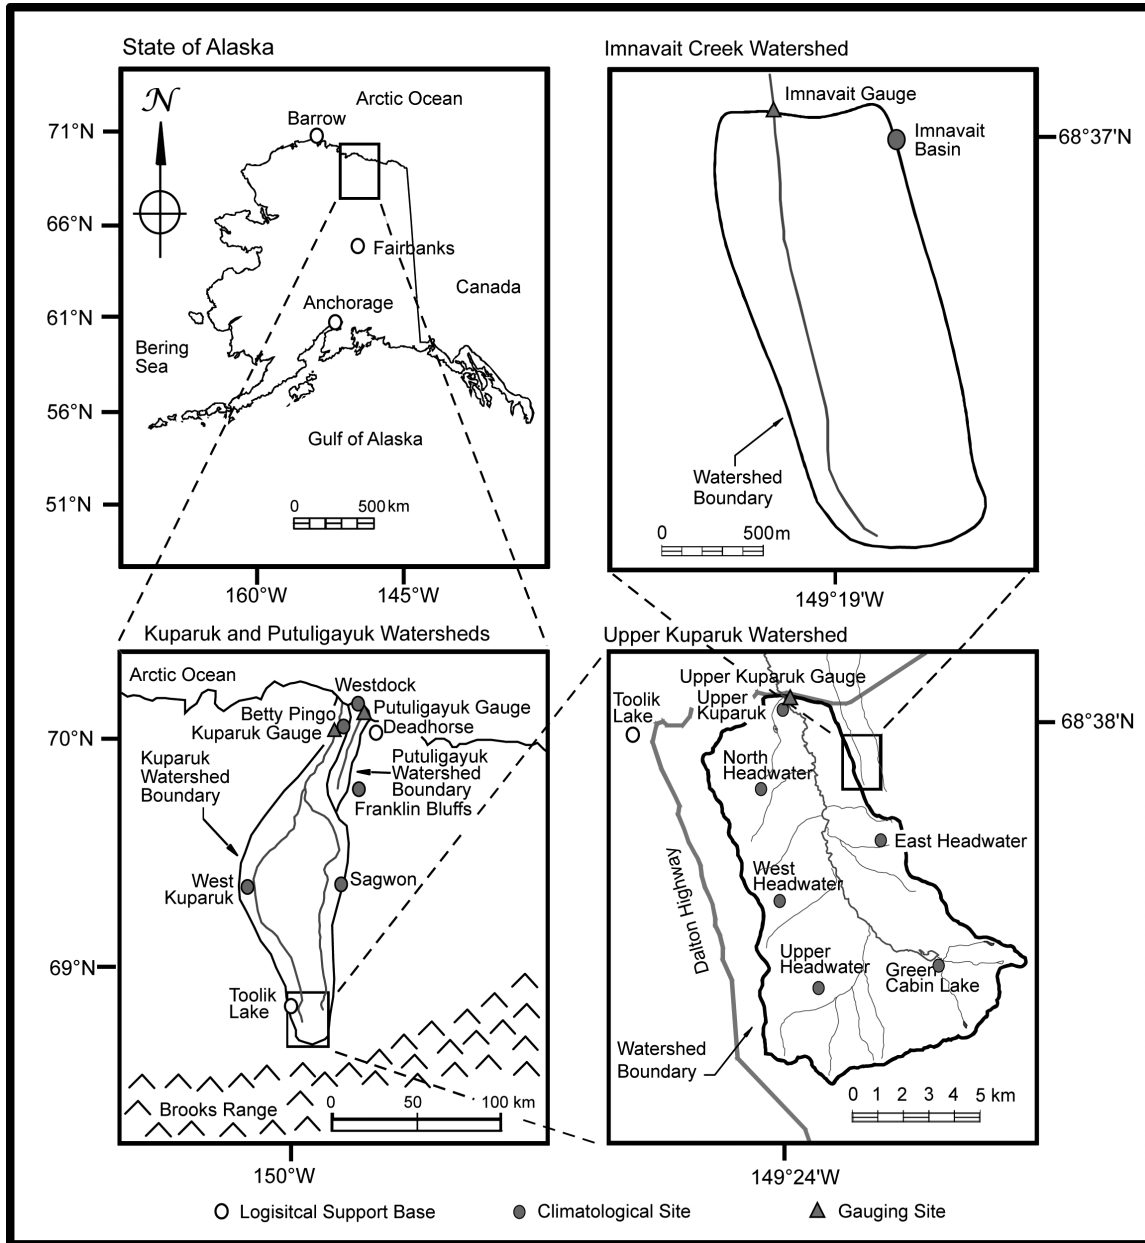 State of Alaska
N
Arctic Ocean
Barrow
71°N
66°N
Fairbanks
Canada
Anchorage
61°N
Bering
Sea
56°N
Gulf of Alaska
51°N
0 500 km
160°W 145°W
Imnavait Creek Watershed
Imnavait Gauge
Imnavait
Basin
68°37'N
Watershed
Boundary
0 500m
149°19'W
Kuparuk and Putuligayuk Watersheds
Arctic Ocean
Westdock
Betty Pingo
Putuligayuk Gauge
Kuparuk Gauge
Deadhorse
70°N
Kuparuk
Watershed
Boundary
Putuligayuk
Watershed
Boundary
Franklin Bluffs
West
Kuparuk
Sagwon
69°N
Toolik
Lake
Brooks Range
0 50 100 km
150°W
Upper Kuparuk Watershed
Upper Kuparuk Gauge
Toolik
Lake
Upper
Kuparuk
68°38'N
North
Headwater
East Headwater
West
Headwater
Dalton Highway
Upper
Headwater
Green
Cabin Lake
Watershed
Boundary
0 1 2 3 4 5 km
149°24'W
Logisitcal Support Base
Climatological Site
Gauging Site